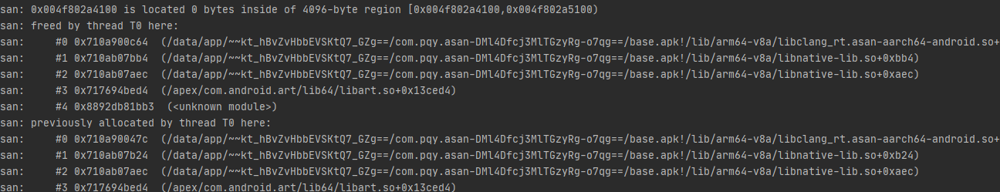 san: 0x004f802a4100 is located 0 bytes inside of 4096-byte region [0x004f802a4100,0x004f802a5100)
san: freed by thread T0 here:
san:     #0 0x710a900c64  (/data/app/~~kt_hBvZvHbbEVSKtQ7_GZg==/com.pqy.asan-DMl4Dfcj3MlTGzyRg-o7qg==/base.apk!/lib/arm64-v8a/libclang_rt.asan-aarch64-android.so+
san:     #1 0x710ab07bb4  (/data/app/~~kt_hBvZvHbbEVSKtQ7_GZg==/com.pqy.asan-DMl4Dfcj3MlTGzyRg-o7qg==/base.apk!/lib/arm64-v8a/libnative-lib.so+0xbb4)
san:     #2 0x710ab07aec  (/data/app/~~kt_hBvZvHbbEVSKtQ7_GZg==/com.pqy.asan-DMl4Dfcj3MlTGzyRg-o7qg==/base.apk!/lib/arm64-v8a/libnative-lib.so+0xaec)
san:     #3 0x717694bed4  (/apex/com.android.art/lib64/libart.so+0x13ced4)
san:     #4 0x8892db81bb3  (<unknown module>)
san: previously allocated by thread T0 here:
san:     #0 0x710a90047c  (/data/app/~~kt_hBvZvHbbEVSKtQ7_GZg==/com.pqy.asan-DMl4Dfcj3MlTGzyRg-o7qg==/base.apk!/lib/arm64-v8a/libclang_rt.asan-aarch64-android.so+
san:     #1 0x710ab07b24  (/data/app/~~kt_hBvZvHbbEVSKtQ7_GZg==/com.pqy.asan-DMl4Dfcj3MlTGzyRg-o7qg==/base.apk!/lib/arm64-v8a/libnative-lib.so+0xb24)
san:     #2 0x710ab07aec  (/data/app/~~kt_hBvZvHbbEVSKtQ7_GZg==/com.pqy.asan-DMl4Dfcj3MlTGzyRg-o7qg==/base.apk!/lib/arm64-v8a/libnative-lib.so+0xaec)
san:     #3 0x717694bed4  (/apex/com.android.art/lib64/libart.so+0x13ced4)